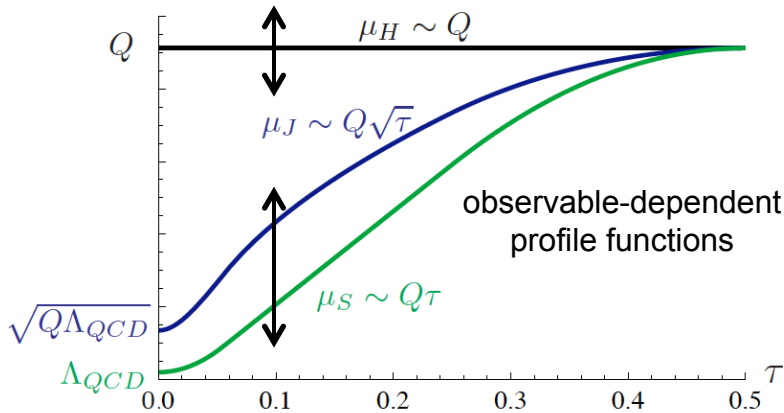 μ_H ∼ Q
Q
μ_J ∼ Q√τ
observable-dependent
profile functions
√QΛ_QCD
μ_S ∼ Qτ
Λ_QCD
τ
0.0 0.1 0.2 0.3 0.4 0.5